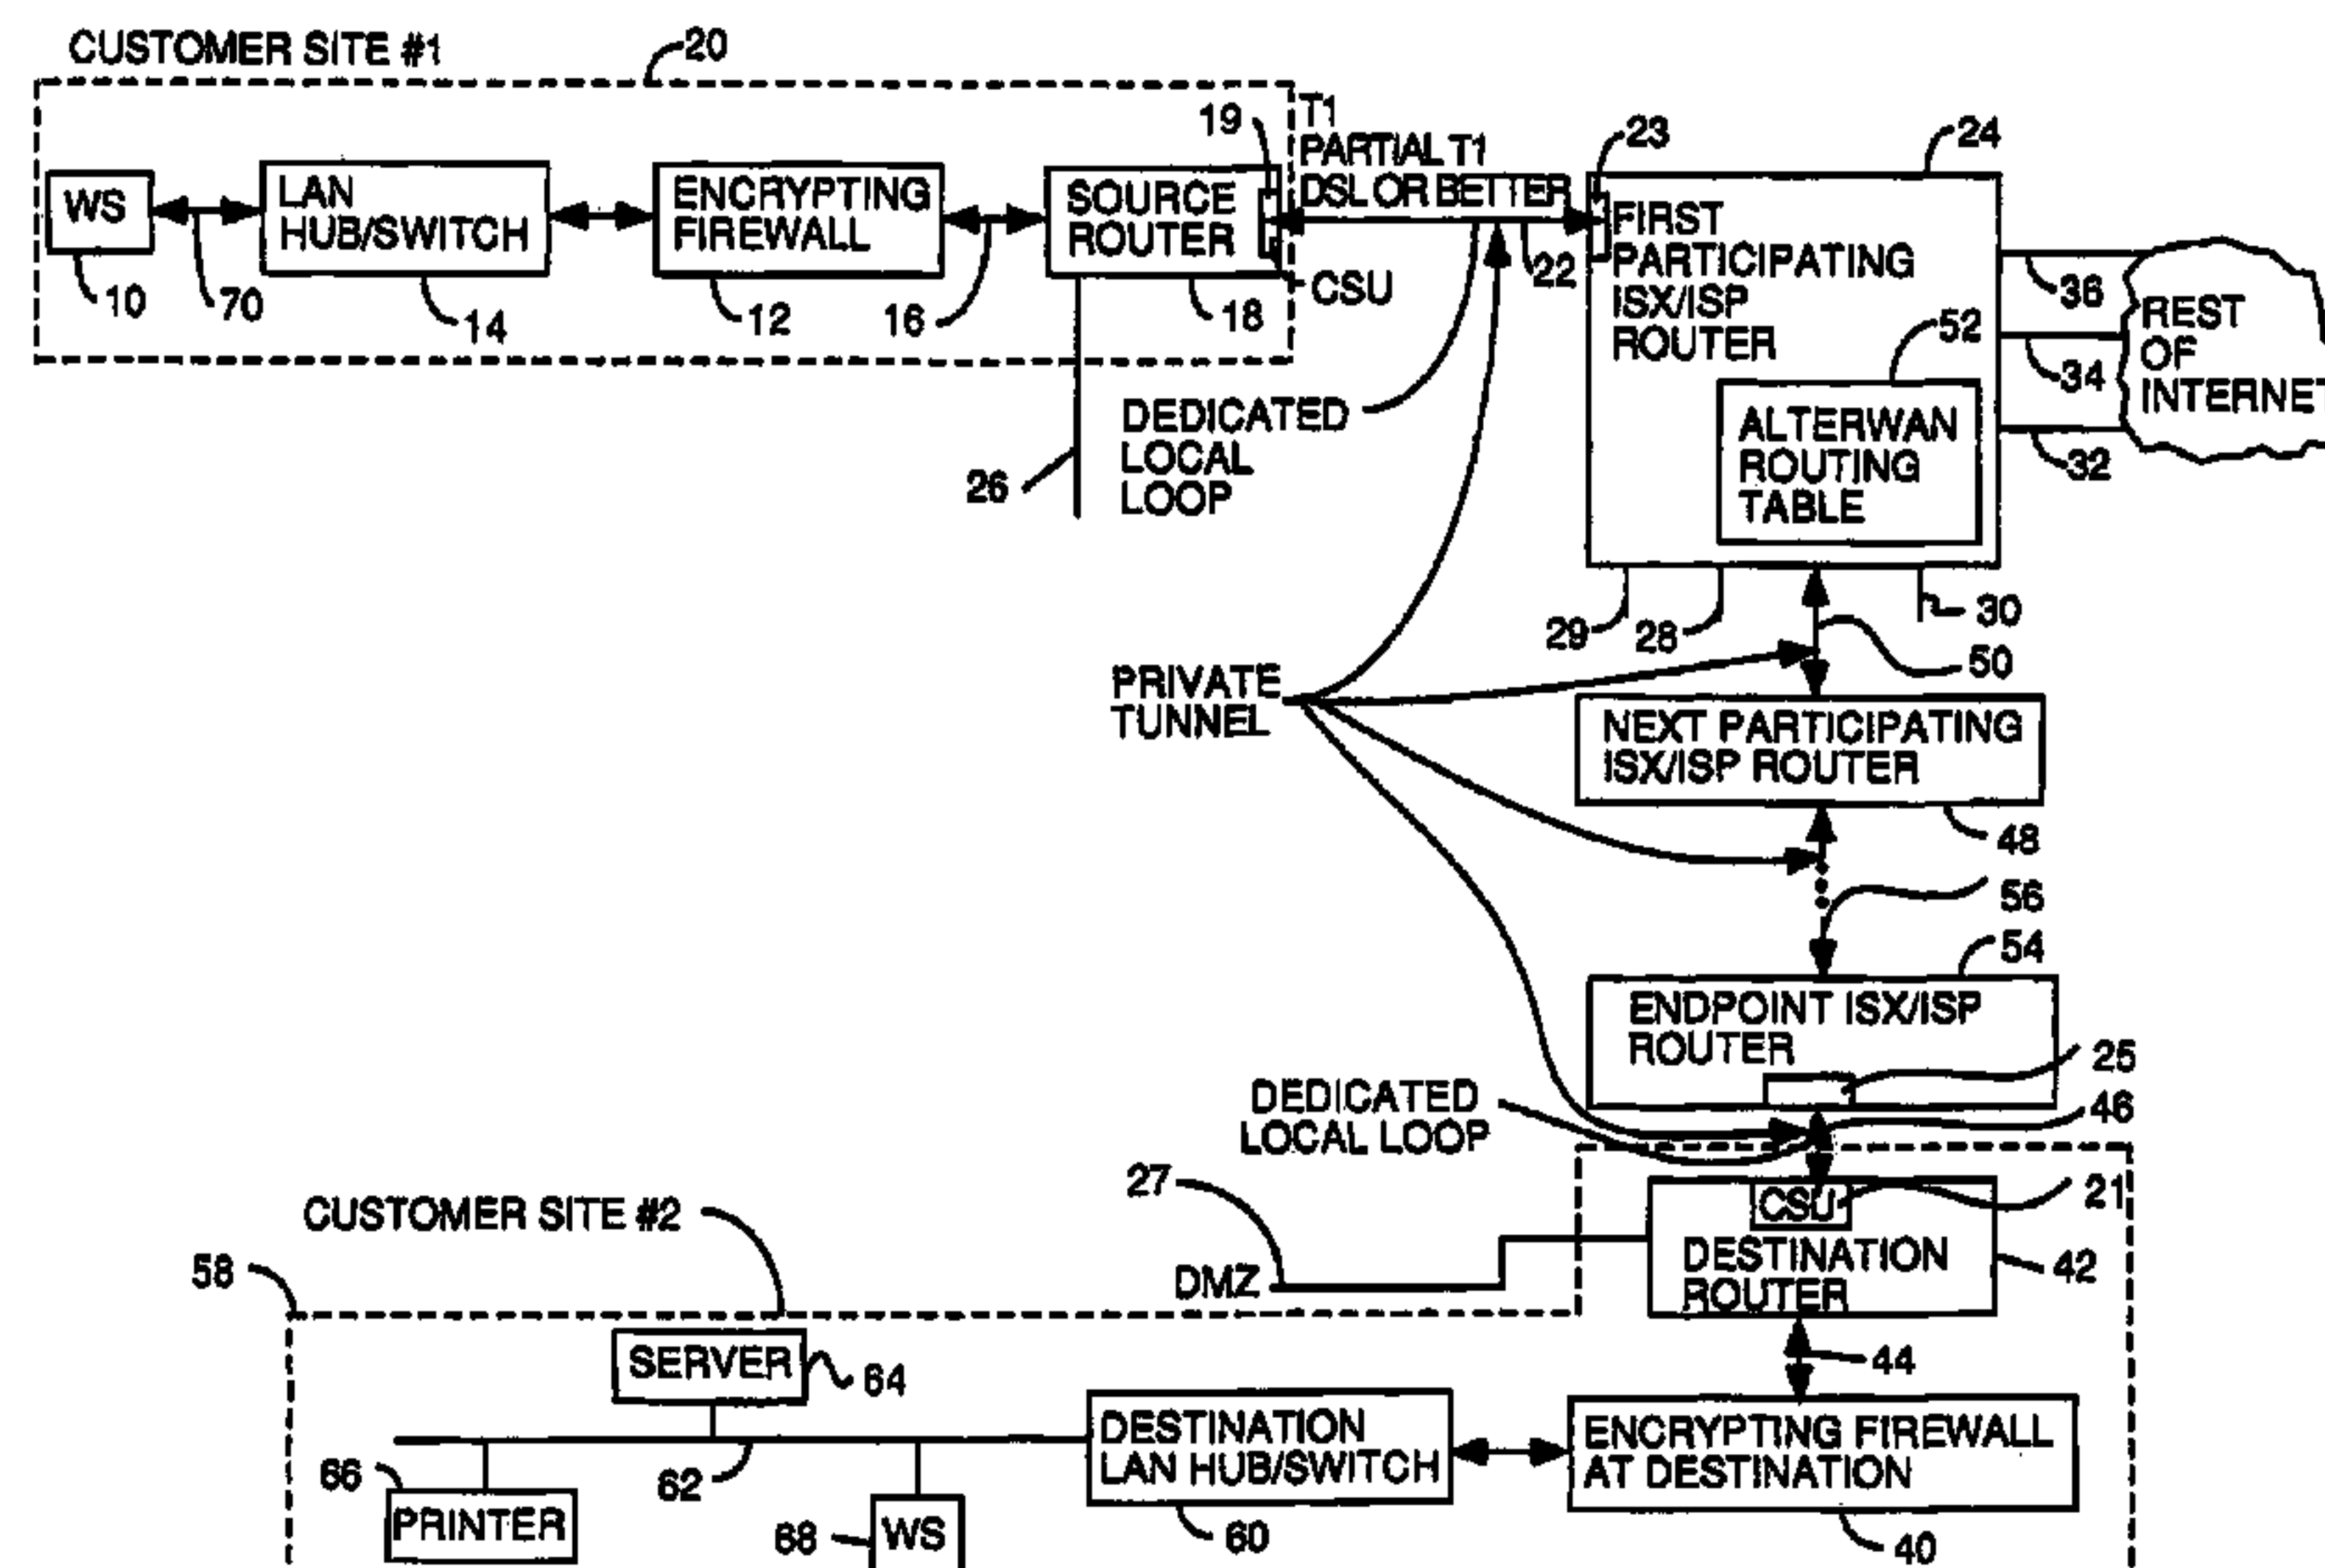 CUSTOMER SITE #1
20
T1
PARTIAL T1
DSL OR BETTER
19
23
24
WS
LAN
HUB/SWITCH
ENCRYPTING
FIREWALL
SOURCE
ROUTER
FIRST
PARTICIPATING
ISX/ISP
ROUTER
10
70
14
12
16
18
CSU
22
36
34
32
REST
OF
INTERNET
52
ALTERWAN
ROUTING
TABLE
DEDICATED
LOCAL
LOOP
26
29
28
30
50
PRIVATE
TUNNEL
NEXT PARTICIPATING
ISX/ISP ROUTER
48
56
54
ENDPOINT ISX/ISP
ROUTER
25
46
DEDICATED
LOCAL LOOP
27
CUSTOMER SITE #2
58
DMZ
CSU
21
DESTINATION
ROUTER
42
44
SERVER
64
DESTINATION
LAN HUB/SWITCH
ENCRYPTING FIREWALL
AT DESTINATION
66
62
PRINTER
68
WS
60
40